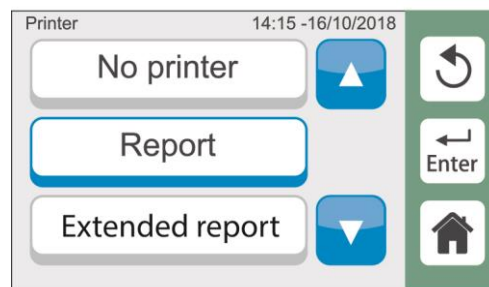 Printer 14:15 -16/10/2018
No printer
Report
Enter
Extended report